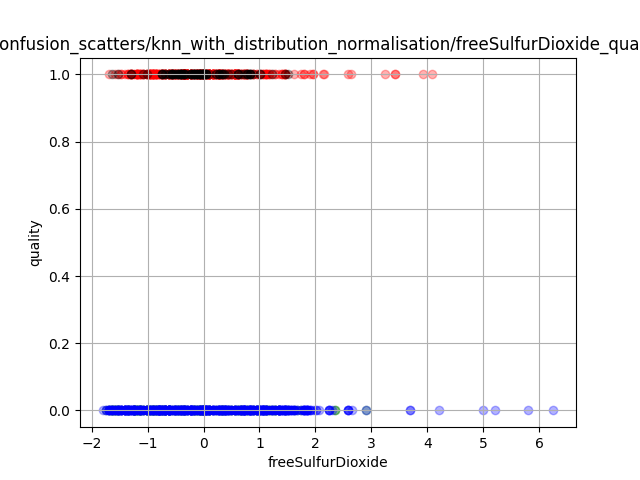 onfusion_scatters/knn_with_distribution_normalisation/freeSulfurDioxide_qua
1.0
0.8
0.6
0.4
0.2
0.0
quality
−2 −1 0 1 2 3 4 5 6
freeSulfurDioxide